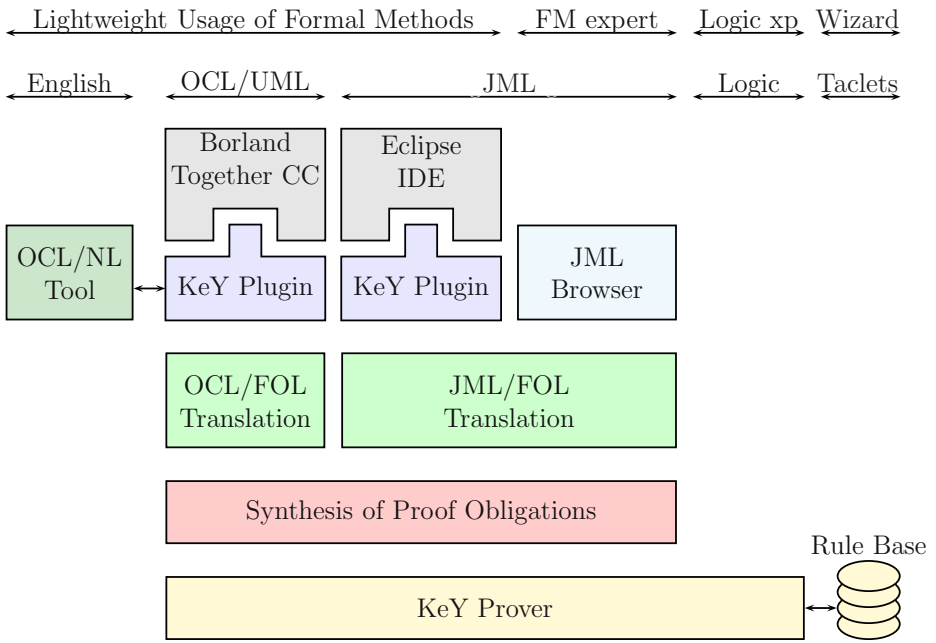 Lightweight Usage of Formal Methods
FM expert
Logic xp
Wizard
English
OCL/UML
JML
Logic
Taclets
Borland
Together CC
Eclipse
IDE
OCL/NL
Tool
KeY Plugin
KeY Plugin
JML
Browser
OCL/FOL
Translation
JML/FOL
Translation
Synthesis of Proof Obligations
Rule Base
KeY Prover